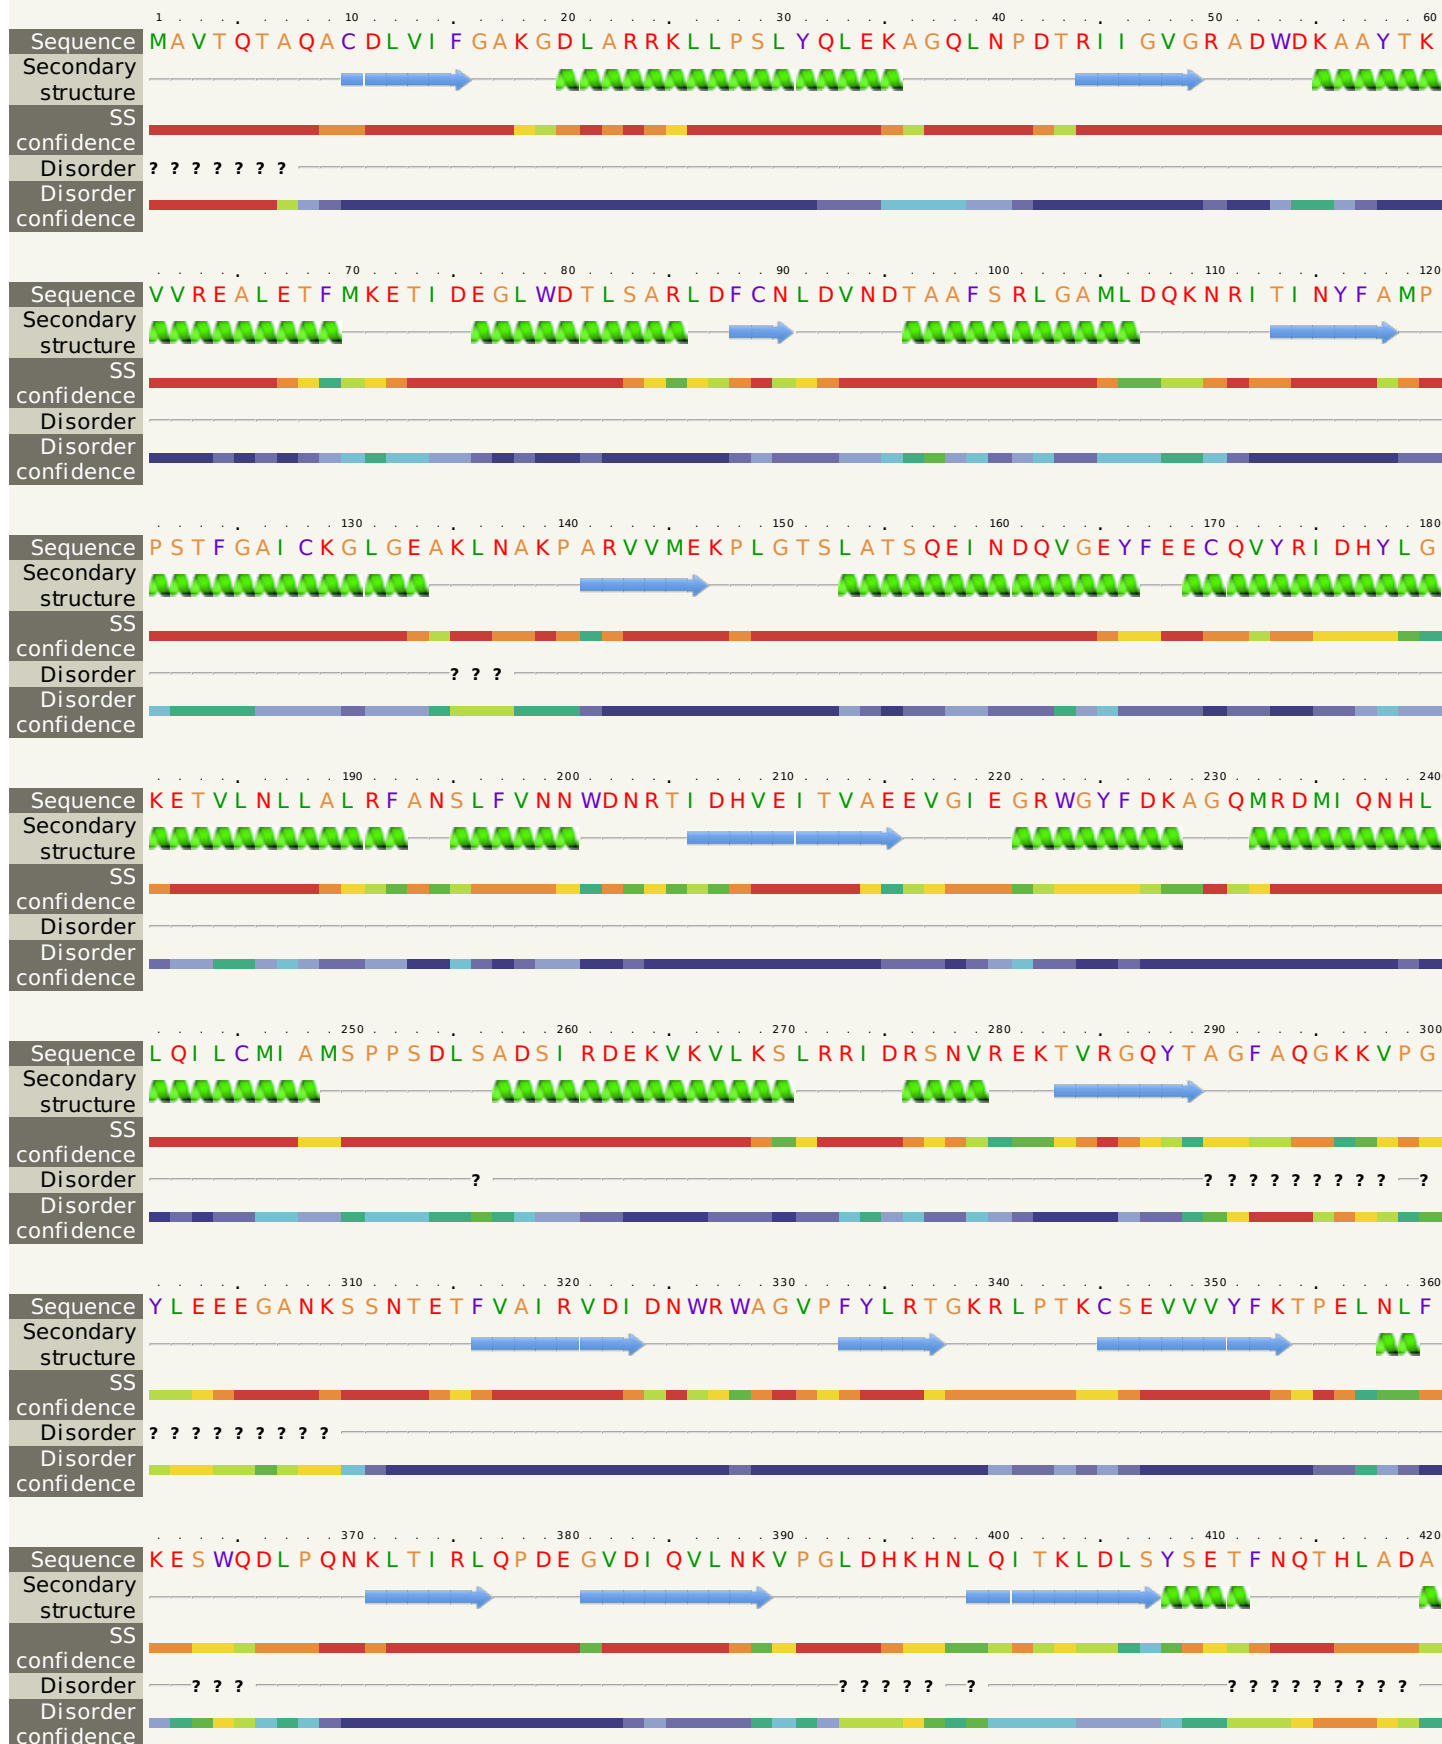 1 10 20 30 40 50 60
Sequence MAVTQTAQACDLVIFGAKGDLARRKLLPSLYQLEKAGQLNPDTRIIGVGRADWDKAAYTK
Secondary
structure
SS
confidence
Disorder ? ? ? ? ? ? ?
Disorder
confidence
70 80 90 100 110 120
Sequence VVREALETFMKETIDEGLWDTLSARLDFCNLDVNDTAAFSRLGAMLDQKNRITINYFAMP
Secondary
structure
SS
confidence
Disorder
Disorder
confidence
130 140 150 160 170 180
Sequence PSTFGAICKGLGEAKLNAKPARVVMEKPLGTSLATSQEINDQVGEYFEECQVYRIDHYLG
Secondary
structure
SS
confidence
Disorder ? ? ?
Disorder
confidence
190 200 210 220 230 240
Sequence KETVLNLLALRFANSLFVNNWDNRTIDHVEITVAEEVGIEGRWGYFDKAGQMRDMIQNHL
Secondary
structure
SS
confidence
Disorder
Disorder
confidence
250 260 270 280 290 300
Sequence LQILCMIAMSPPSDLSADSIRDEKVKVLKSLRRIDRSNVREKTVRGQYTAGFAQGKKVPG
Secondary
structure
SS
confidence
Disorder ? ? ? ? ? ? ? ? ? ? ?
Disorder
confidence
310 320 330 340 350 360
Sequence YLEEEGANKSSNTETFVAIRVDIDNWRWAGVPFYLRTGKRLPTKCSEVVVYFKTPELNLF
Secondary
structure
SS
confidence
Disorder ? ? ? ? ? ? ? ? ?
Disorder
confidence
370 380 390 400 410 420
Sequence KESWQDLPQNKLTIRLQPDEGVDIQVLNKVPGLDHKHNLQITKLDLSYSETFNQTHLADA
Secondary
structure
SS
confidence
Disorder ? ? ? ? ? ? ? ? ? ? ? ? ? ? ? ? ? ?
Disorder
confidence